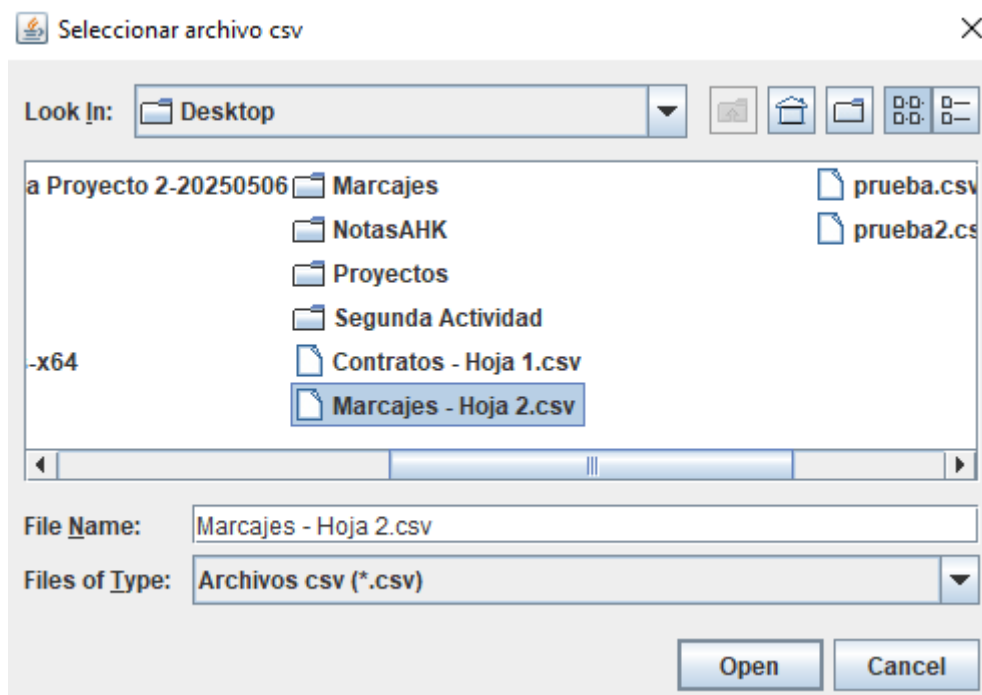 Seleccionar archivo csv
Look In: Desktop
a Proyecto 2-20250506 Marcajes prueba.csv
NotasAHK prueba2.cs
Proyectos
Segunda Actividad
-x64 Contratos - Hoja 1.csv
Marcajes - Hoja 2.csv
File Name: Marcajes - Hoja 2.csv
Files of Type: Archivos csv (*.csv)
Open Cancel